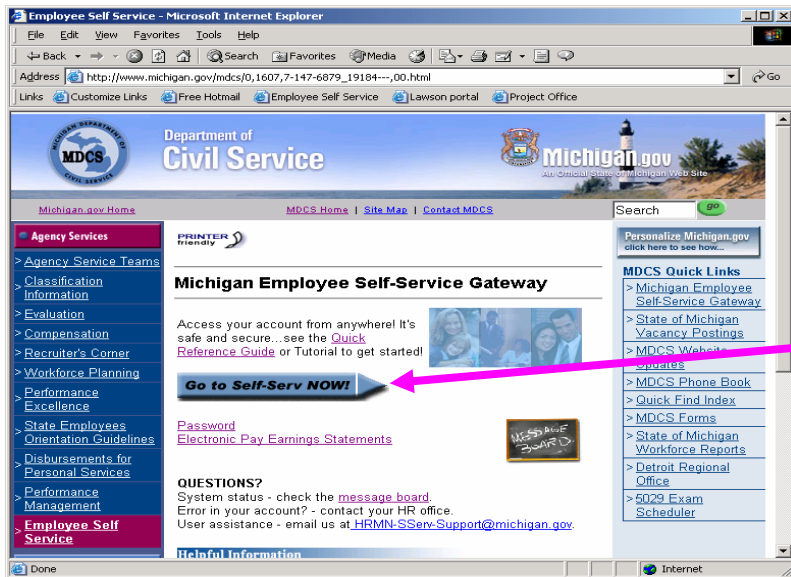 Employee Self Service - Microsoft Internet Explorer
File Edit View Favorites Tools Help
Back Search Favorites Media
Address http://www.michigan.gov/mdcs/0,1607,7-147-6879_19184---,00.html Go
Links Customize Links Free Hotmail Employee Self Service Lawson portal Project Office
MICHIGAN DEPARTMENT OF
MDCS
CIVIL SERVICE
Department of
Civil Service
Michigan.gov
An Official State of Michigan Web Site
Michigan.gov Home
MDCS Home | Site Map | Contact MDCS
Search go
Agency Services
> Agency Service Teams
> Classification
Information
> Evaluation
> Compensation
> Recruiter's Corner
> Workforce Planning
> Performance
Excellence
> State Employees
Orientation Guidelines
> Disbursements for
Personal Services
> Performance
Management
> Employee Self
Service
PRINTER
friendly
Michigan Employee Self-Service Gateway
Access your account from anywhere! It's
safe and secure...see the Quick
Reference Guide or Tutorial to get started!
Go to Self-Serv NOW!
Password
Electronic Pay Earnings Statements
MESSAGE
BOARD
QUESTIONS?
System status - check the message board.
Error in your account? - contact your HR office.
User assistance - email us at HRMN-SServ-Support@michigan.gov.
Helpful Information
Personalize Michigan.gov
click here to see how...
MDCS Quick Links
> Michigan Employee
Self-Service Gateway
> State of Michigan
Vacancy Postings
> MDCS Website
Updates
> MDCS Phone Book
> Quick Find Index
> MDCS Forms
> State of Michigan
Workforce Reports
> Detroit Regional
Office
> 5029 Exam
Scheduler
Done
Internet